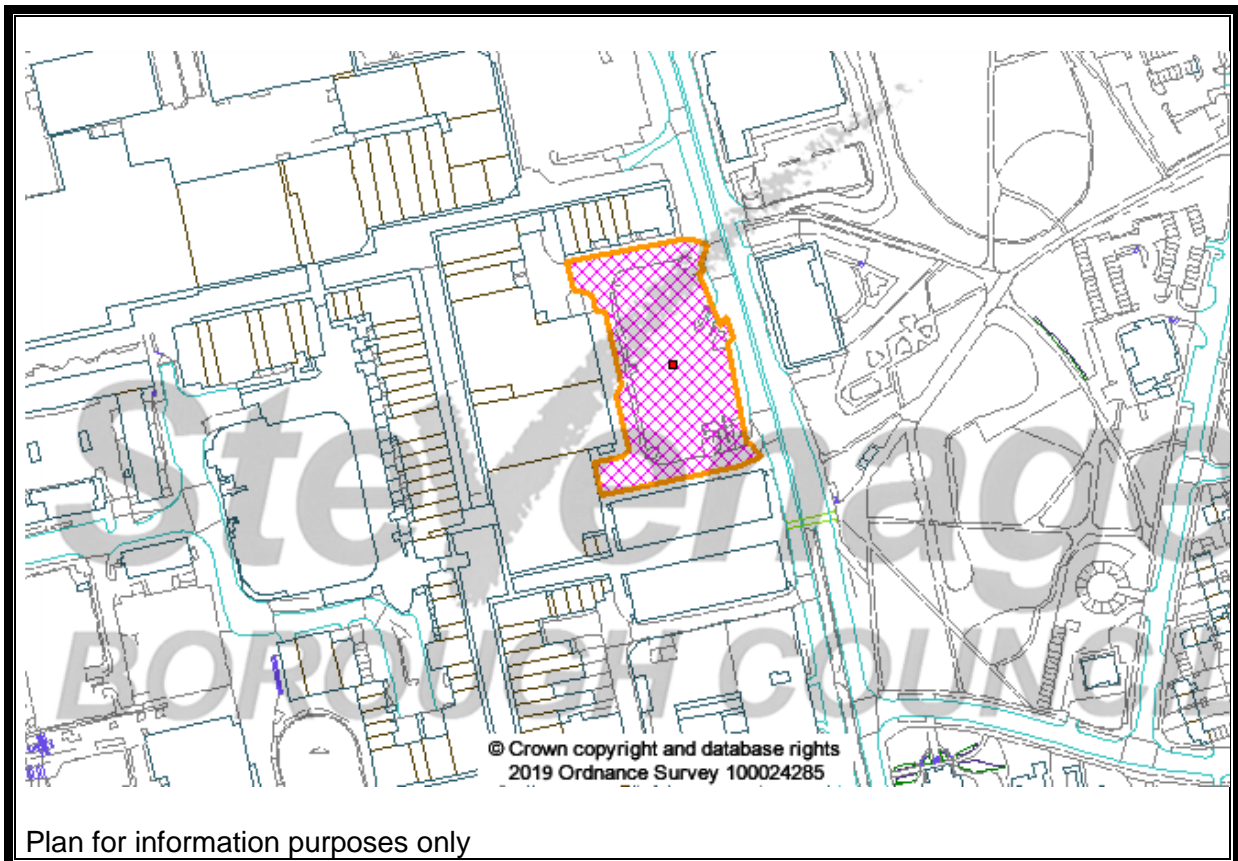 Stevenage
BOROUGH COUNCIL
© Crown copyright and database rights
2019 Ordnance Survey 100024285
Plan for information purposes only